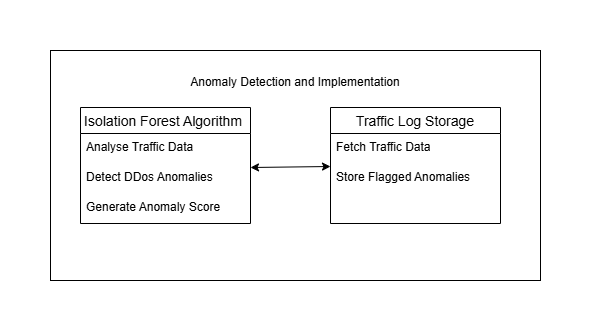 Anomaly Detection and Implementation
Isolation Forest Algorithm
Analyse Traffic Data
Detect DDos Anomalies
Generate Anomaly Score
Traffic Log Storage
Fetch Traffic Data
Store Flagged Anomalies